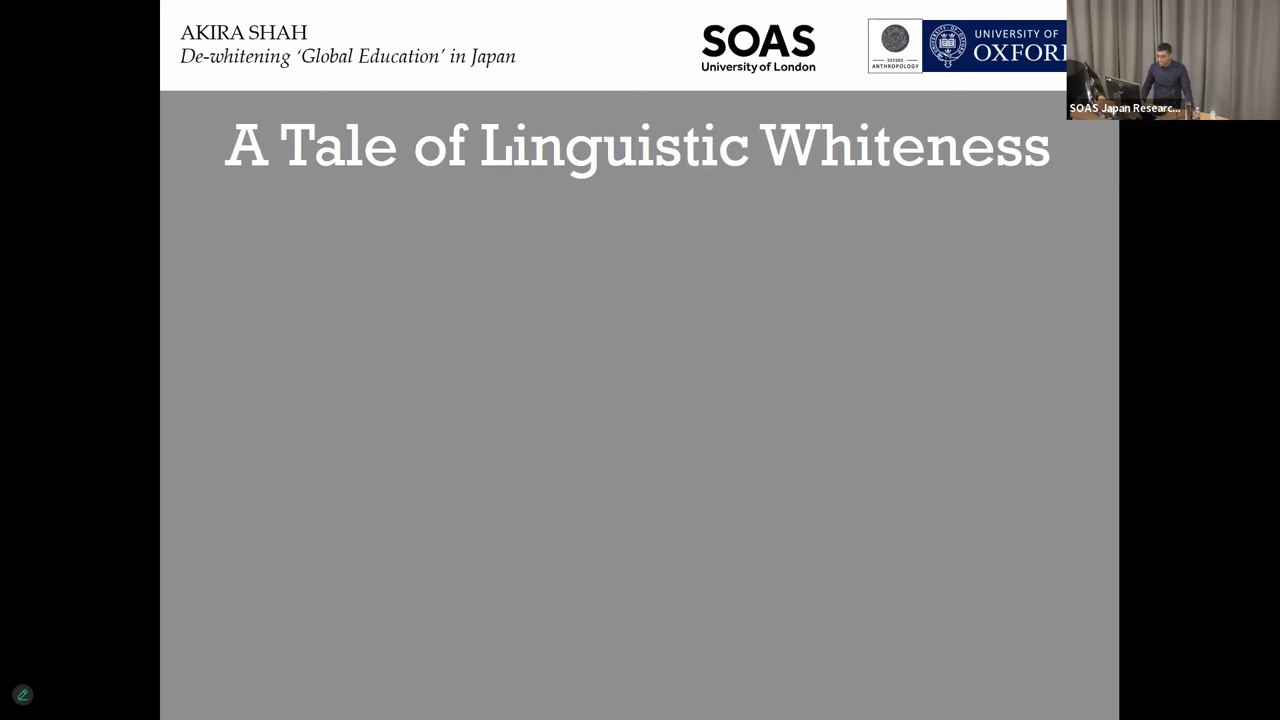 AKIRA SHAH
De-whitening ‘Global Education’ in Japan
SOAS
University of London
OXFORD
ANTHROPOLOGY
UNIVERSITY OF
OXFORD
SOAS Japan Researc...
A Tale of Linguistic Whiteness